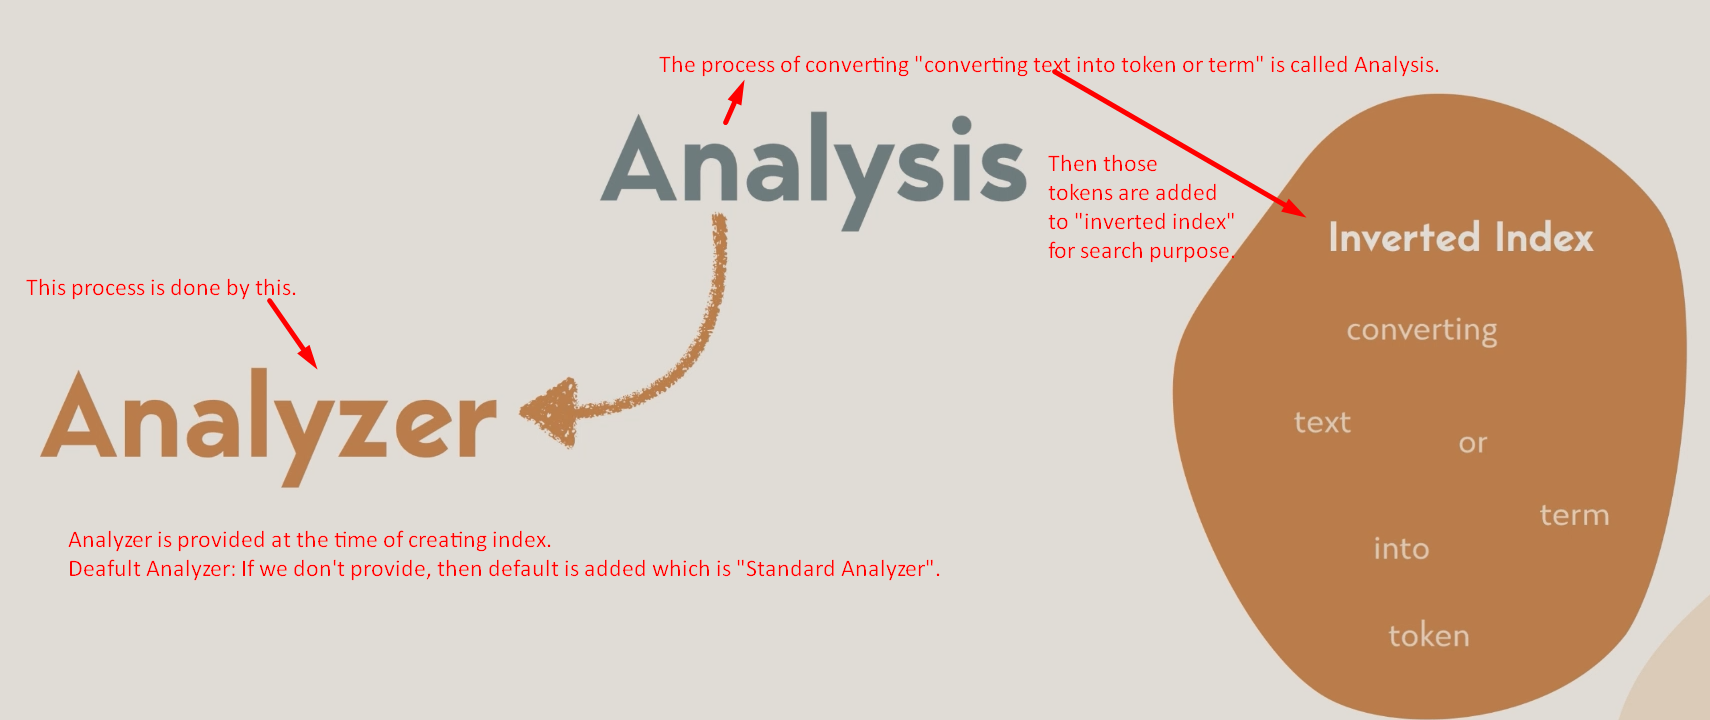 The process of converting "converting text into token or term" is called Analysis.
Analysis
Then those
tokens are added
to "inverted index"
for search purpose.
Inverted Index
This process is done by this.
converting
Analyzer
text
or
term
Analyzer is provided at the time of creating index.
into
Deafult Analyzer: If we don't provide, then default is added which is "Standard Analyzer".
token